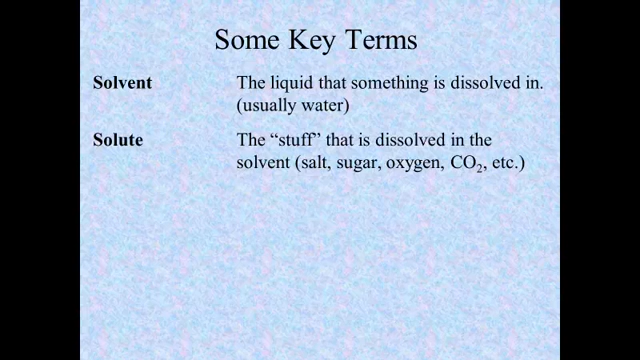 Some Key Terms
Solvent The liquid that something is dissolved in.
(usually water)
Solute The “stuff” that is dissolved in the
solvent (salt, sugar, oxygen, CO₂, etc.)